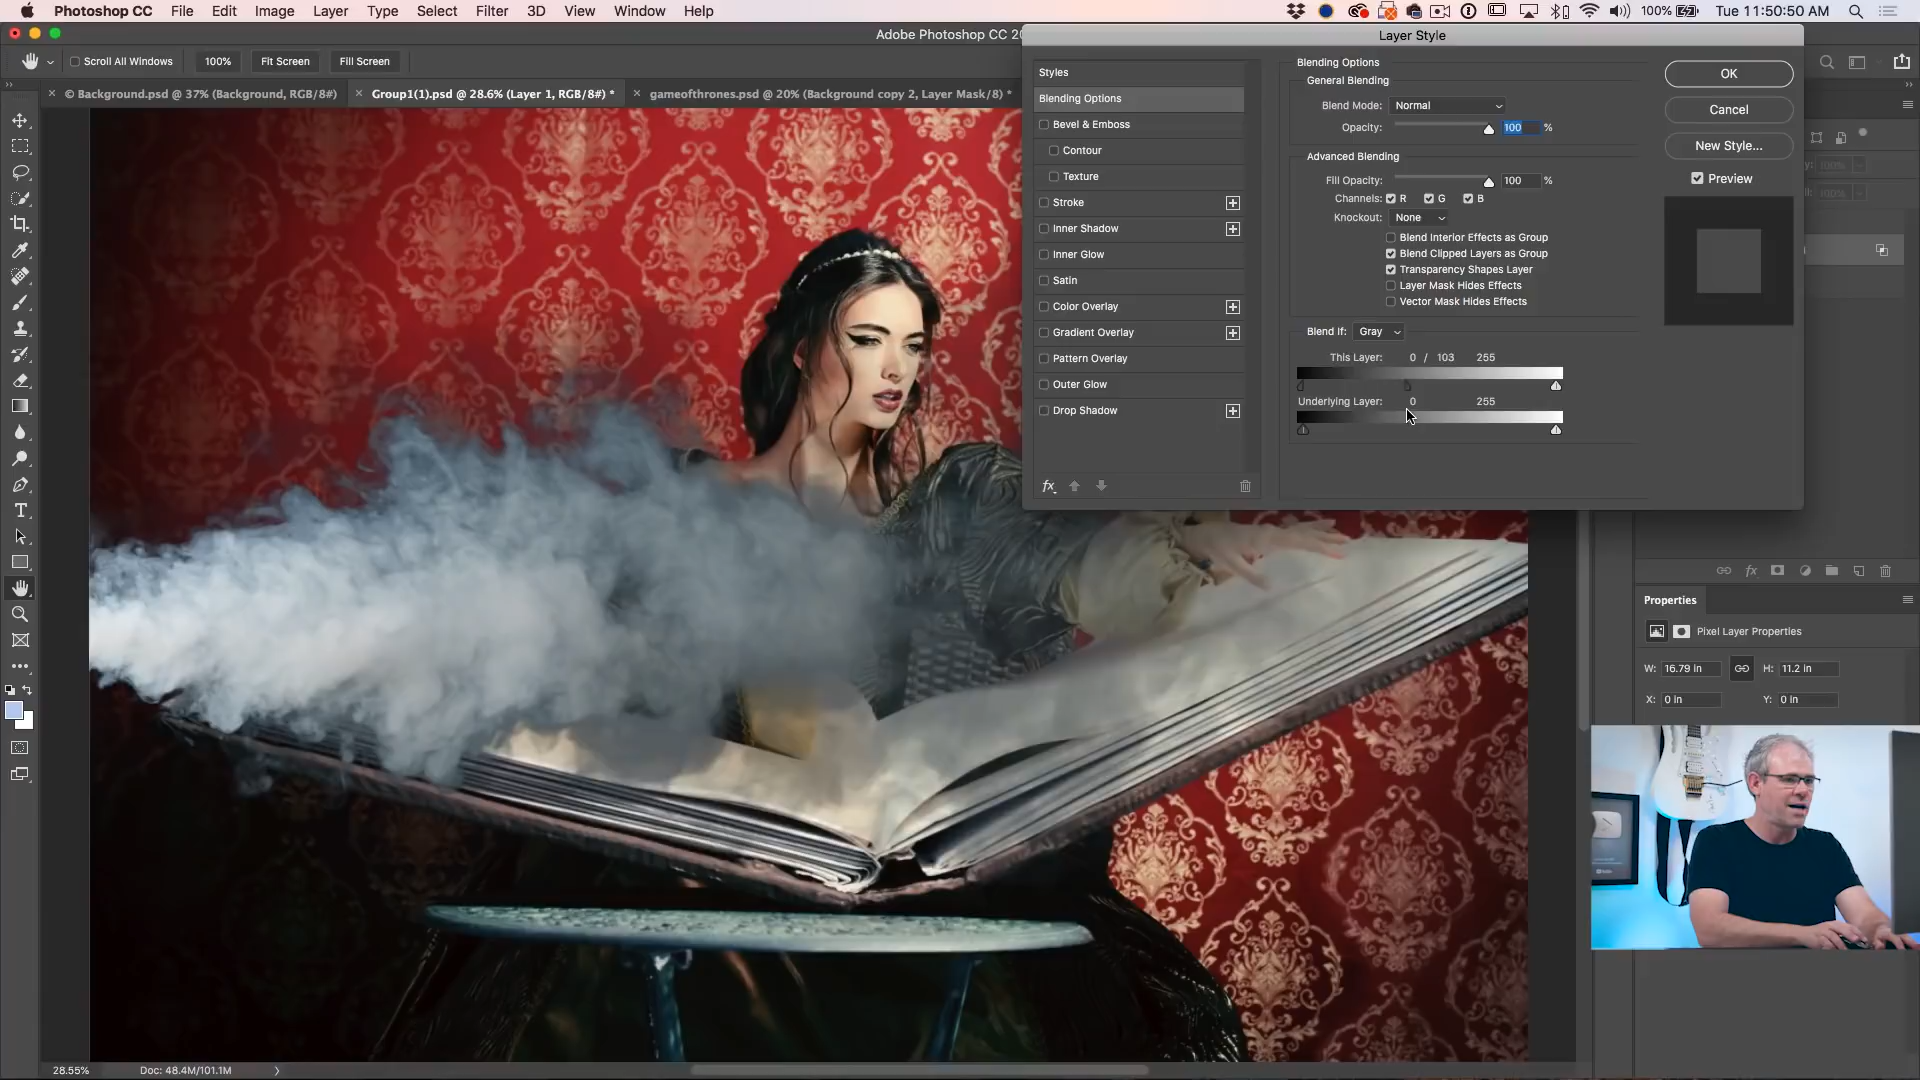 Photoshop CC File Edit Image Layer Type Select Filter 3D View Window Help 100% Tue 11:50:50 AM
Adobe Photoshop CC 20
Layer Style
Scroll All Windows 100% Fit Screen Fill Screen
© Background.psd @ 37% (Background, RGB/8#) Group1(1).psd @ 28.6% (Layer 1, RGB/8#) * gameofthrones.psd @ 20% (Background copy 2, Layer Mask/8) *
Styles
Blending Options
Bevel & Emboss
Contour
Texture
Stroke
Inner Shadow
Inner Glow
Satin
Color Overlay
Gradient Overlay
Pattern Overlay
Outer Glow
Drop Shadow
fx
Blending Options
General Blending
Blend Mode: Normal
Opacity: 100 %
Advanced Blending
Fill Opacity: 100 %
Channels: R G B
Knockout: None
Blend Interior Effects as Group
Blend Clipped Layers as Group
Transparency Shapes Layer
Layer Mask Hides Effects
Vector Mask Hides Effects
Blend If: Gray
This Layer: 0 / 103 255
Underlying Layer: 0 255
OK
Cancel
New Style...
Preview
y: 100%
100%
fx
Properties
Pixel Layer Properties
W: 16.79 in H: 11.2 in
X: 0 in Y: 0 in
28.55% Doc: 48.4M/101.1M